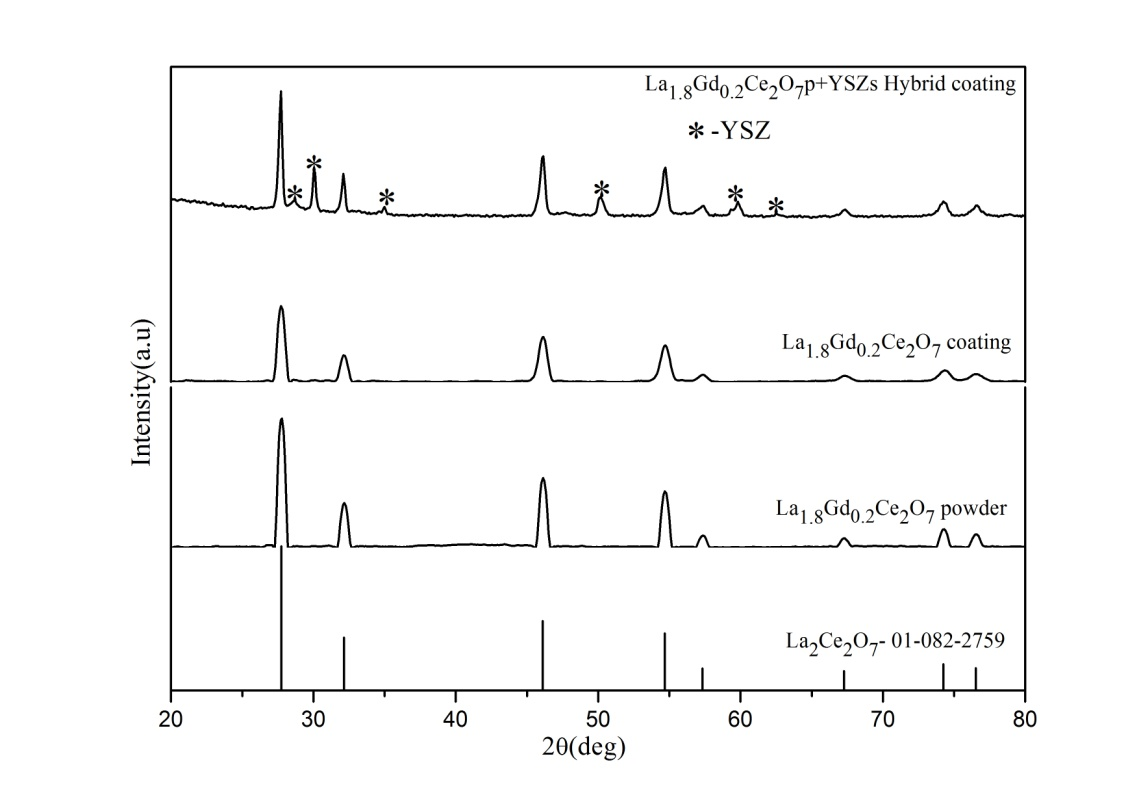 La1.8Gd0.2Ce2O7p+YSZs Hybrid coating
* -YSZ
* * * * * * *
La1.8Gd0.2Ce2O7 coating
Intensity(a.u)
La1.8Gd0.2Ce2O7 powder
La2Ce2O7- 01-082-2759
20 30 40 50 60 70 80
2θ(deg)